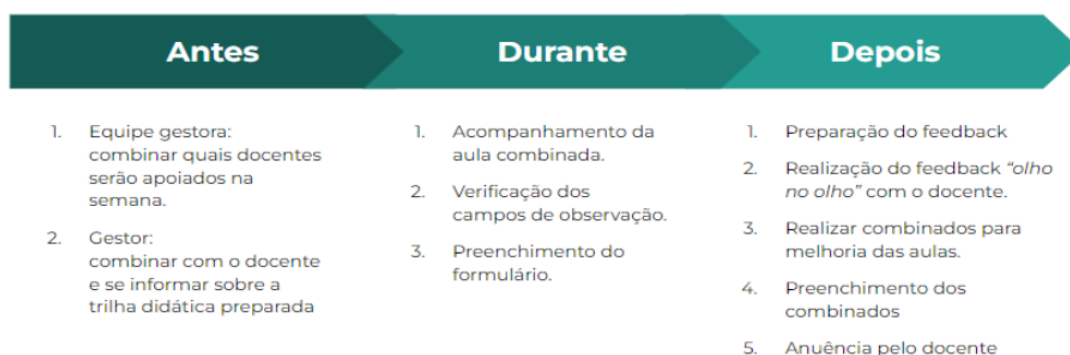 Antes
1. Equipe gestora:
combinar quais docentes
serão apoiados na
semana.
2. Gestor:
combinar com o docente
e se informar sobre a
trilha didática preparada
Durante
1. Acompanhamento da
aula combinada.
2. Verificação dos
campos de observação.
3. Preenchimento do
formulário.
Depois
1. Preparação do feedback
2. Realização do feedback “olho
no olho” com o docente.
3. Realizar combinados para
melhoria das aulas.
4. Preenchimento dos
combinados
5. Anuência pelo docente